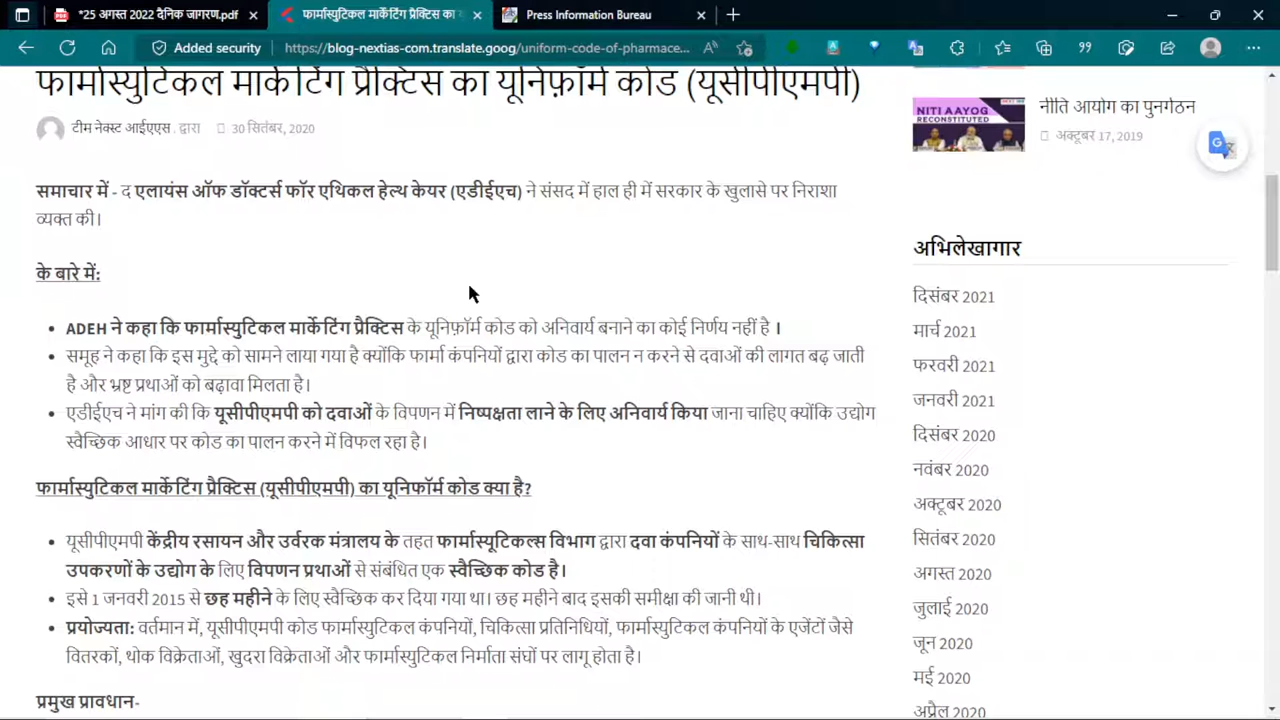 *25 अगस्त 2022 दैनिक जागरण.pdf
फार्मास्युटिकल मार्केटिंग प्रैक्टिस का
Press Information Bureau
Added security
https://blog-nextias-com.translate.goog/uniform-code-of-pharmace...
फार्मास्युटिकल मार्केटिंग प्रैक्टिस का यूनिफ़ॉर्म कोड (यूसीपीएमपी)
टीम नेक्स्ट आईएएस . द्वारा 30 सितंबर, 2020
समाचार में - द एलायंस ऑफ डॉक्टर्स फॉर एथिकल हेल्थ केयर (एडीईएच) ने संसद में हाल ही में सरकार के खुलासे पर निराशा
व्यक्त की।
के बारे में:
ADEH ने कहा कि फार्मास्युटिकल मार्केटिंग प्रैक्टिस के यूनिफ़ॉर्म कोड को अनिवार्य बनाने का कोई निर्णय नहीं है ।
समूह ने कहा कि इस मुद्दे को सामने लाया गया है क्योंकि फार्मा कंपनियों द्वारा कोड का पालन न करने से दवाओं की लागत बढ़ जाती
है और भ्रष्ट प्रथाओं को बढ़ावा मिलता है।
एडीईएच ने मांग की कि यूसीपीएमपी को दवाओं के विपणन में निष्पक्षता लाने के लिए अनिवार्य किया जाना चाहिए क्योंकि उद्योग
स्वैच्छिक आधार पर कोड का पालन करने में विफल रहा है।
फार्मास्युटिकल मार्केटिंग प्रैक्टिस (यूसीपीएमपी) का यूनिफॉर्म कोड क्या है?
यूसीपीएमपी केंद्रीय रसायन और उर्वरक मंत्रालय के तहत फार्मास्यूटिकल्स विभाग द्वारा दवा कंपनियों के साथ-साथ चिकित्सा
उपकरणों के उद्योग के लिए विपणन प्रथाओं से संबंधित एक स्वैच्छिक कोड है।
इसे 1 जनवरी 2015 से छह महीने के लिए स्वैच्छिक कर दिया गया था। छह महीने बाद इसकी समीक्षा की जानी थी।
प्रयोज्यता: वर्तमान में, यूसीपीएमपी कोड फार्मास्युटिकल कंपनियों, चिकित्सा प्रतिनिधियों, फार्मास्युटिकल कंपनियों के एजेंटों जैसे
वितरकों, थोक विक्रेताओं, खुदरा विक्रेताओं और फार्मास्युटिकल निर्माता संघों पर लागू होता है।
प्रमुख प्रावधान-
NITI AAYOG
RECONSTITUTED
नीति आयोग का पुनर्गठन
अक्टूबर 17, 2019
अभिलेखागार
दिसंबर 2021
मार्च 2021
फरवरी 2021
जनवरी 2021
दिसंबर 2020
नवंबर 2020
अक्टूबर 2020
सितंबर 2020
अगस्त 2020
जुलाई 2020
जून 2020
मई 2020
अप्रैल 2020